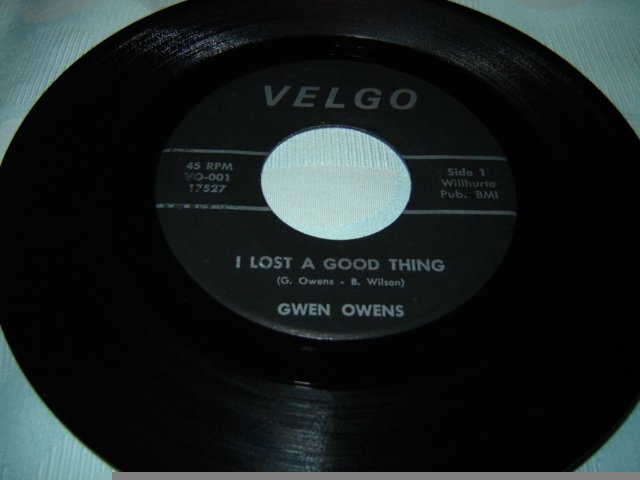 VELGO
45 RPM
VO-001
17527
Side 1
Willhurte
Pub. BMI
I LOST A GOOD THING
(G. Owens - B. Wilson)
GWEN OWENS